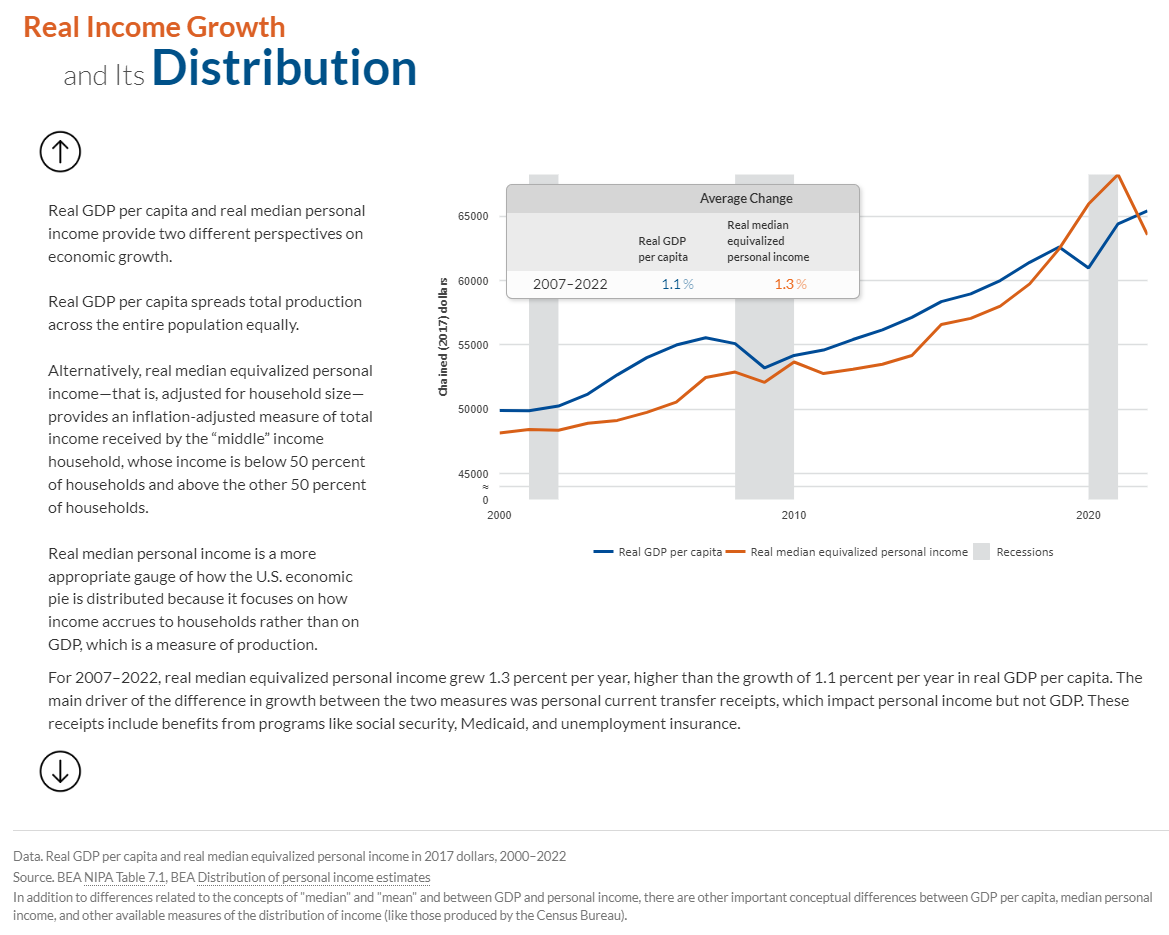 Real Income Growth
and Its Distribution
Real GDP per capita and real median personal
income provide two different perspectives on
economic growth.
Real GDP per capita spreads total production
across the entire population equally.
Alternatively, real median equivalized personal
income—that is, adjusted for household size—
provides an inflation-adjusted measure of total
income received by the “middle” income
household, whose income is below 50 percent
of households and above the other 50 percent
of households.
Real median personal income is a more
appropriate gauge of how the U.S. economic
pie is distributed because it focuses on how
income accrues to households rather than on
GDP, which is a measure of production.
Average Change
Real GDP
per capita
Real median
equivalized
personal income
2007–2022 1.1% 1.3%
Chained (2017) dollars
65000
60000
55000
50000
45000
≈
0
2000 2010 2020
Real GDP per capita Real median equivalized personal income Recessions
For 2007–2022, real median equivalized personal income grew 1.3 percent per year, higher than the growth of 1.1 percent per year in real GDP per capita. The
main driver of the difference in growth between the two measures was personal current transfer receipts, which impact personal income but not GDP. These
receipts include benefits from programs like social security, Medicaid, and unemployment insurance.
Data. Real GDP per capita and real median equivalized personal income in 2017 dollars, 2000–2022
Source. BEA NIPA Table 7.1, BEA Distribution of personal income estimates
In addition to differences related to the concepts of "median" and "mean" and between GDP and personal income, there are other important conceptual differences between GDP per capita, median personal
income, and other available measures of the distribution of income (like those produced by the Census Bureau).